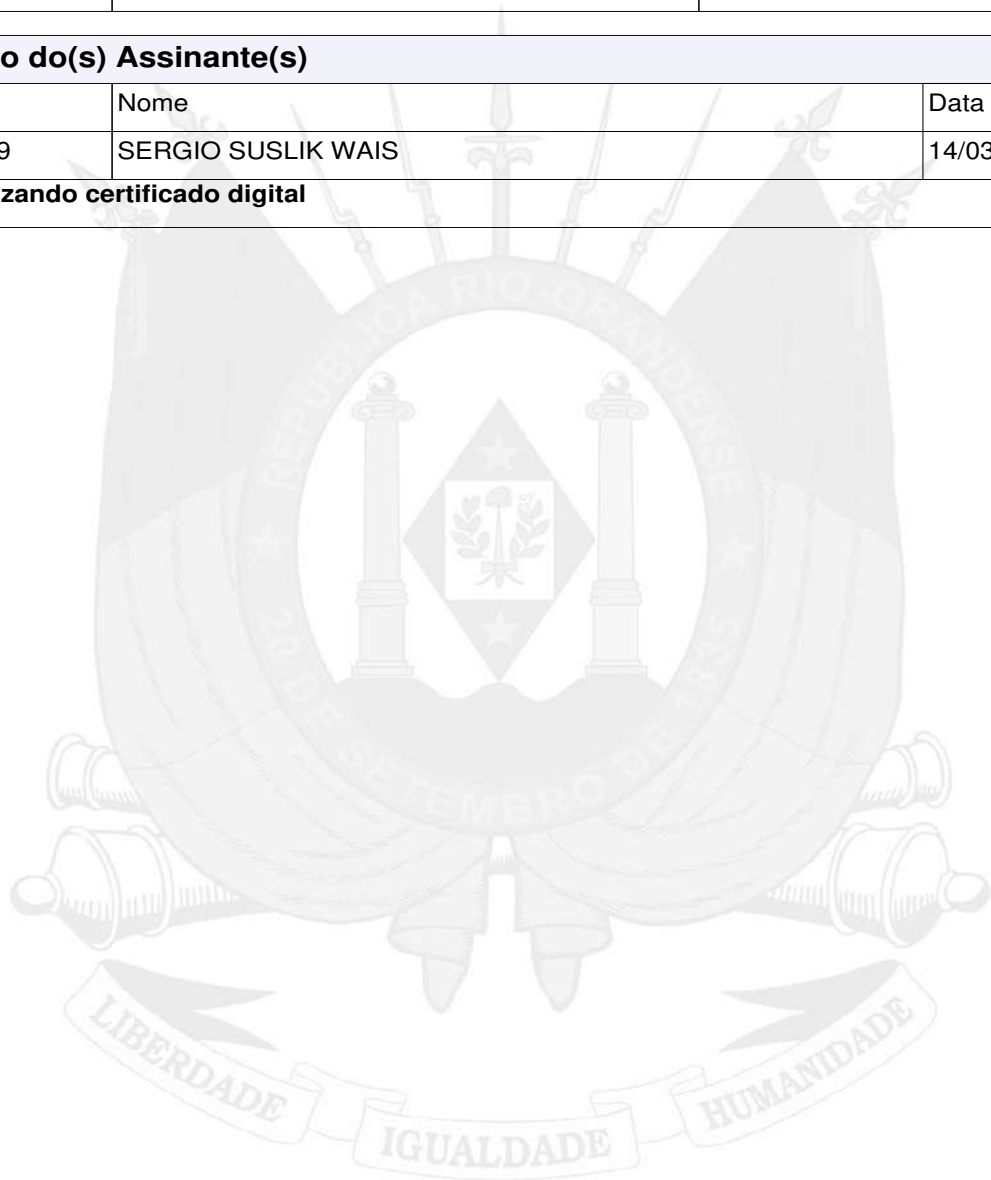 o do(s) Assinante(s)
Nome Data
9 SERGIO SUSLIK WAIS 14/03
zando certificado digital
REPUBLICA RIO-GRANDENSE
20 DE SETEMBRO DE 1835
LIBERDADE IGUALDADE HUMANIDADE